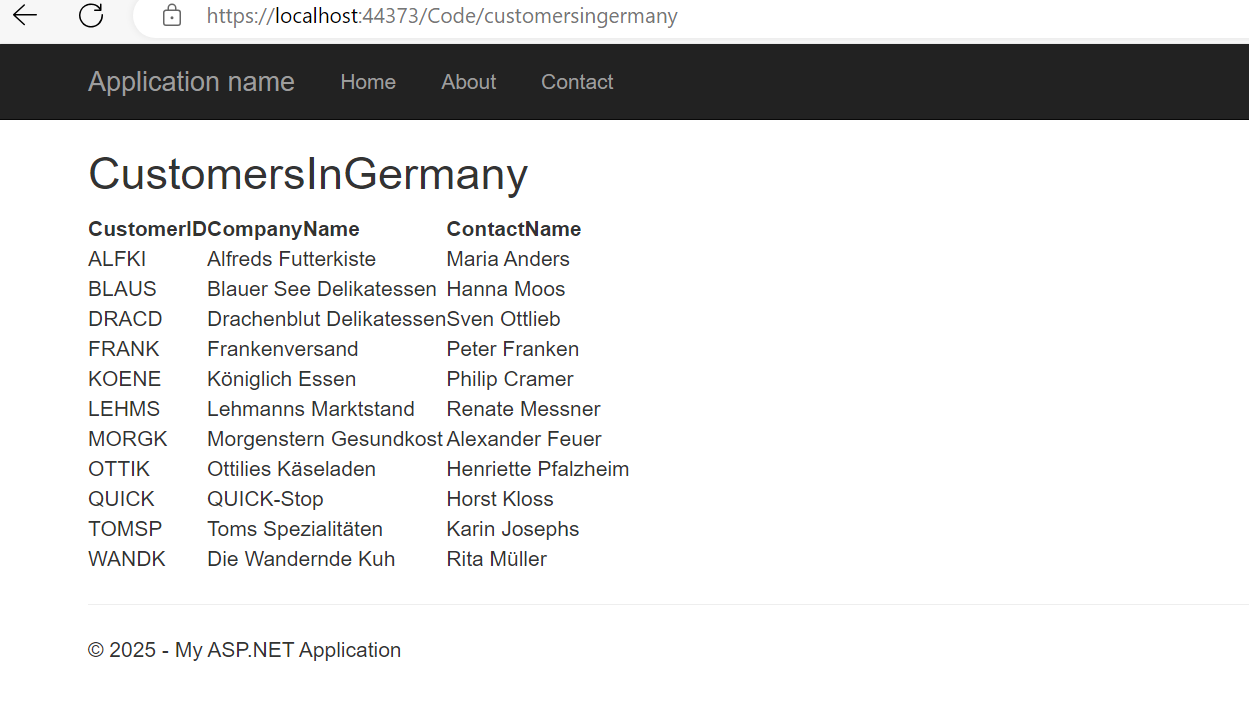 https://localhost:44373/Code/customersingermany
Application name Home About Contact
CustomersInGermany
CustomerID CompanyName ContactName
ALFKI Alfreds Futterkiste Maria Anders
BLAUS Blauer See Delikatessen Hanna Moos
DRACD Drachenblut Delikatessen Sven Ottlieb
FRANK Frankenversand Peter Franken
KOENE Königlich Essen Philip Cramer
LEHMS Lehmanns Marktstand Renate Messner
MORGK Morgenstern Gesundkost Alexander Feuer
OTTIK Ottilies Käseladen Henriette Pfalzheim
QUICK QUICK-Stop Horst Kloss
TOMSP Toms Spezialitäten Karin Josephs
WANDK Die Wandernde Kuh Rita Müller
© 2025 - My ASP.NET Application